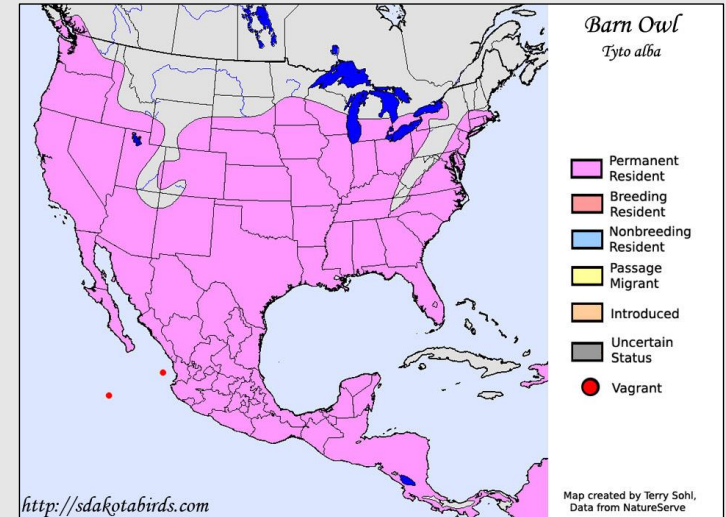 Barn Owl
Tyto alba
Permanent
Resident
Breeding
Resident
Nonbreeding
Resident
Passage
Migrant
Introduced
Uncertain
Status
Vagrant
http://sdakotabirds.com
Map created by Terry Sohl,
Data from NatureServe